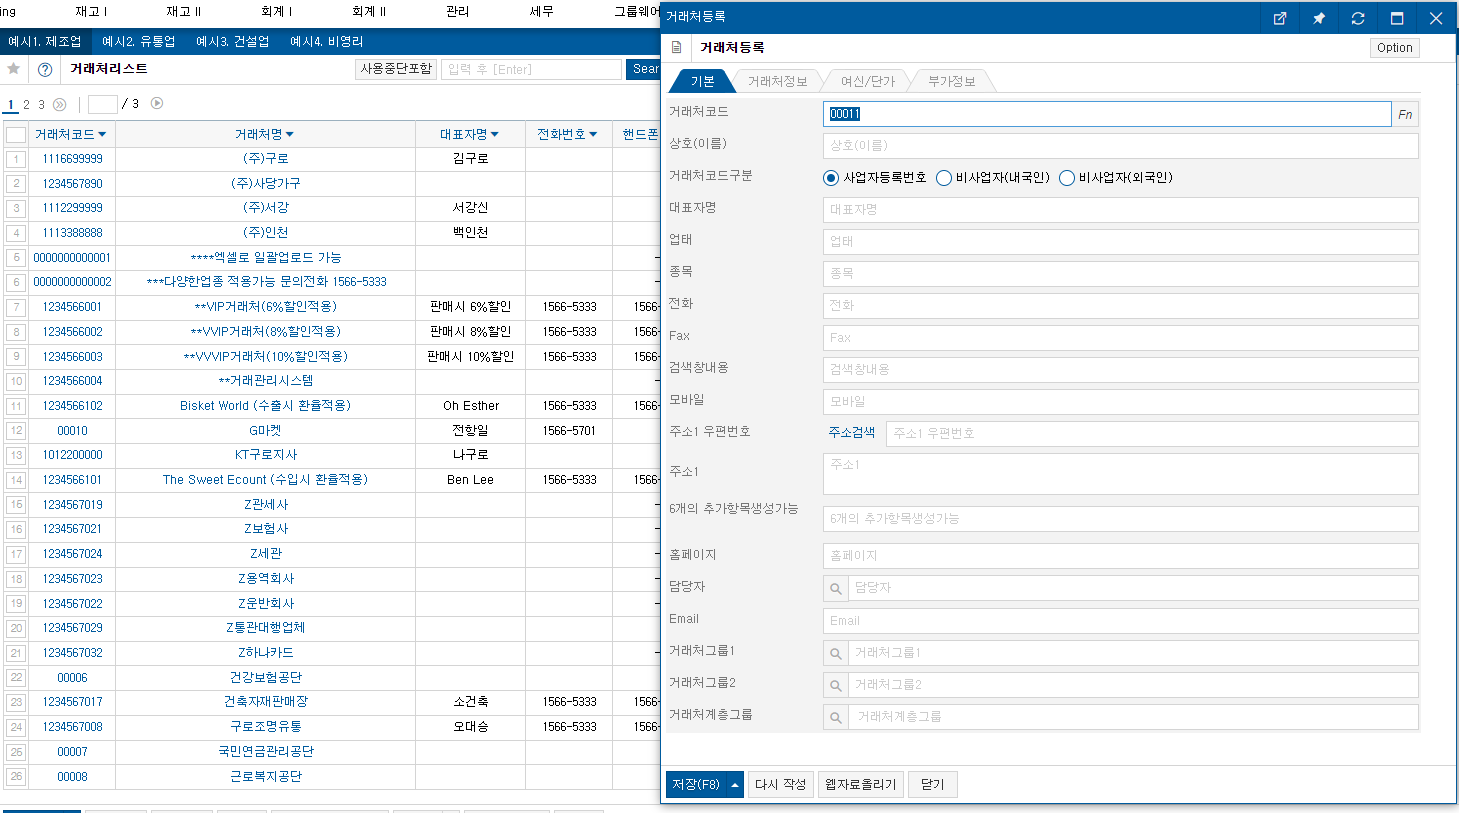 ing 재고 I 재고 II 회계 I 회계 II 관리 세무 그룹웨어
예시1. 제조업 예시2. 유통업 예시3. 건설업 예시4. 비영리
거래처리스트 사용중단포함 입력 후 [Enter] Sear
1 2 3 / 3
거래처코드 거래처명 대표자명 전화번호 핸드폰
1 1116699999 (주)구로 김구로
2 1234567890 (주)사당가구
3 1112299999 (주)서강 서강신
4 1113388888 (주)인천 백인천
5 0000000000001 ****엑셀로 일괄업로드 가능 -
6 0000000000002 ***다양한업종 적용가능 문의전화 1566-5333 -
7 1234566001 **VIP거래처(6%할인적용) 판매시 6%할인 1566-5333 1566-
8 1234566002 **VVIP거래처(8%할인적용) 판매시 8%할인 1566-5333 1566-
9 1234566003 **VVVIP거래처(10%할인적용) 판매시 10%할인 1566-5333 1566-
10 1234566004 **거래관리시스템 -
11 1234566102 Bisket World (수출시 환율적용) Oh Esther 1566-5333 1566-
12 00010 G마켓 전항일 1566-5701
13 1012200000 KT구로지사 나구로
14 1234566101 The Sweet Ecount (수입시 환율적용) Ben Lee 1566-5333 1566-
15 1234567019 Z관세사 -
16 1234567021 Z보험사 -
17 1234567024 Z세관 -
18 1234567023 Z용역회사 -
19 1234567022 Z운반회사 -
20 1234567029 Z통관대행업체
21 1234567032 Z하나카드 -
22 00006 건강보험공단
23 1234567017 건축자재판매장 소건축 1566-5333 1566-
24 1234567008 구로조명유통 오대승 1566-5333 1566-
25 00007 국민연금관리공단
26 00008 근로복지공단
거래처등록
거래처등록 Option
기본 거래처정보 여신/단가 부가정보
거래처코드 00011 Fn
상호(이름) 상호(이름)
거래처코드구분 사업자등록번호 비사업자(내국인) 비사업자(외국인)
대표자명 대표자명
업태 업태
종목 종목
전화 전화
Fax Fax
검색창내용 검색창내용
모바일 모바일
주소1 우편번호 주소검색 주소1 우편번호
주소1 주소1
6개의 추가항목생성가능 6개의 추가항목생성가능
홈페이지 홈페이지
담당자 담당자
Email Email
거래처그룹1 거래처그룹1
거래처그룹2 거래처그룹2
거래처계층그룹 거래처계층그룹
저장(F8) 다시 작성 웹자료올리기 닫기